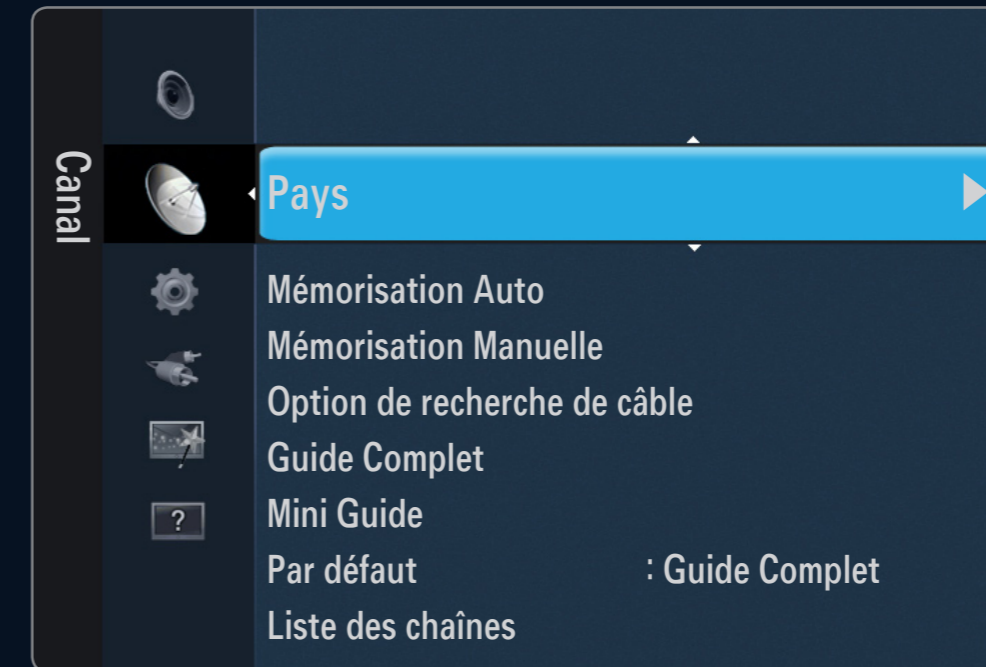 Canal
Pays
Mémorisation Auto
Mémorisation Manuelle
Option de recherche de câble
Guide Complet
Mini Guide
Par défaut : Guide Complet
Liste des chaînes
?